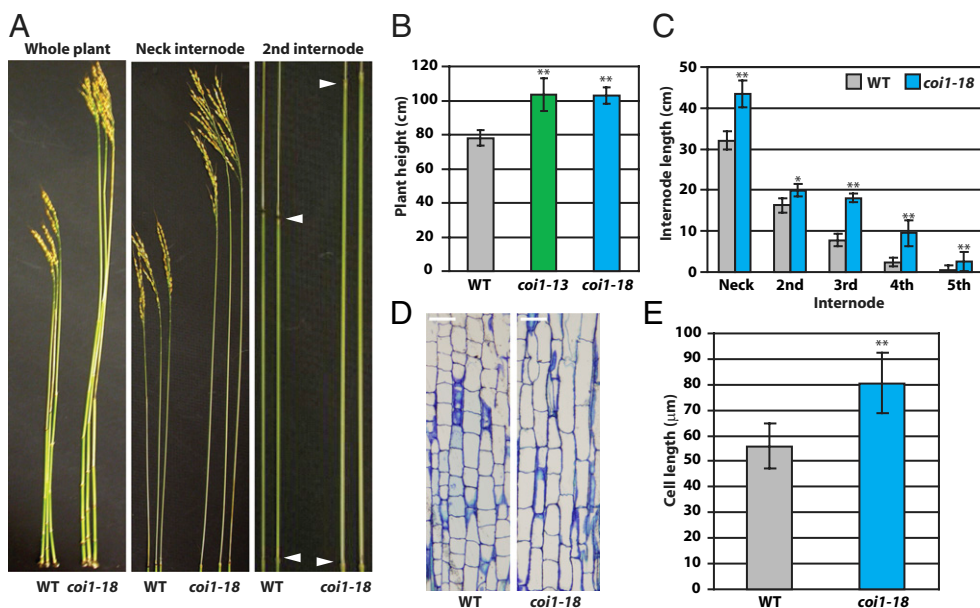 A
Whole plant
Neck internode
2nd internode
WT coi1-18
WT coi1-18
WT coi1-18
B
Plant height (cm)
120
100
80
60
40
20
0
**
**
WT
coi1-13
coi1-18
C
WT
coi1-18
Internode length (cm)
50
40
30
20
10
0
**
*
**
**
**
Neck
2nd
3rd
4th
5th
Internode
D
WT
coi1-18
E
Cell length (µm)
100
90
80
70
60
50
40
30
20
10
0
**
WT
coi1-18